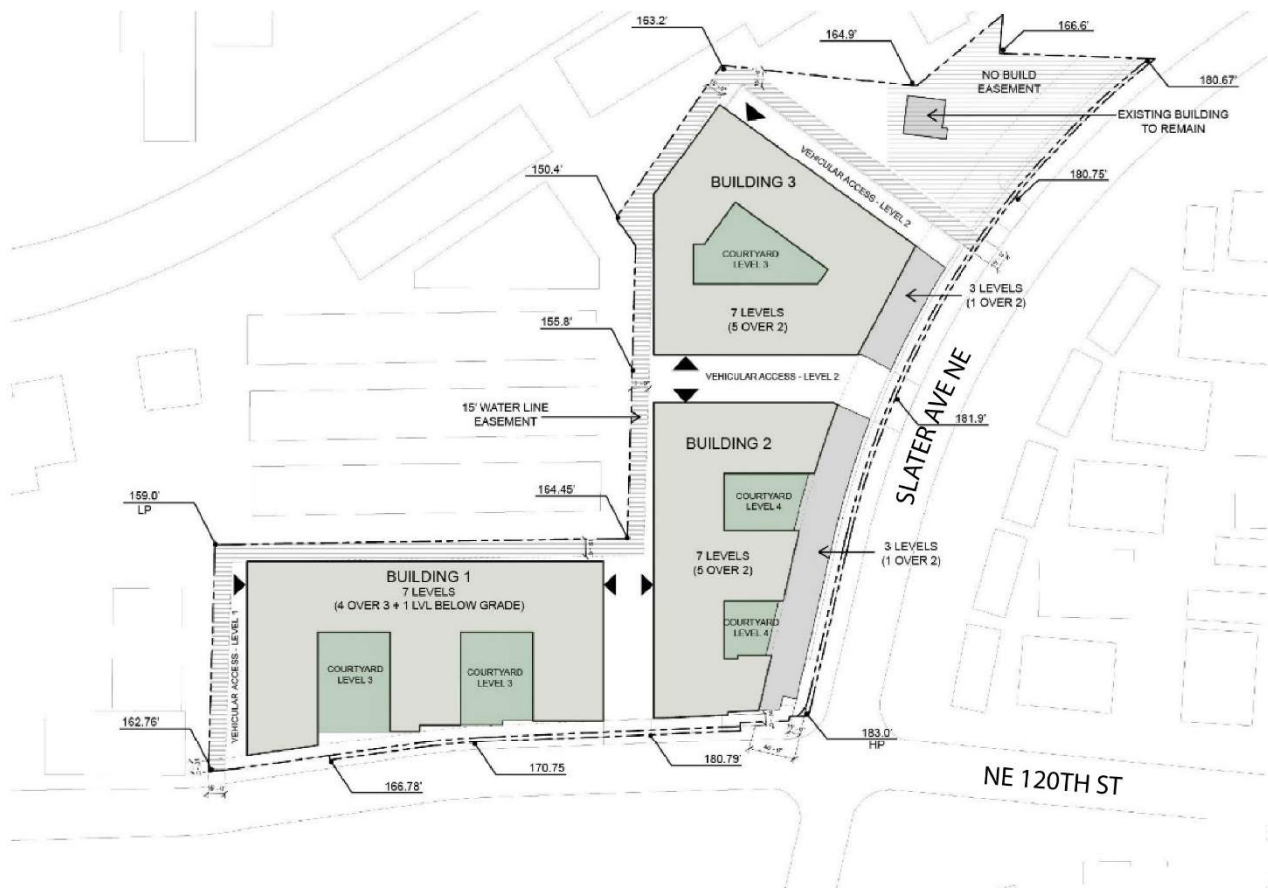 163.2'
164.9'
166.6'
180.67'
NO BUILD
EASEMENT
EXISTING BUILDING
TO REMAIN
150.4'
BUILDING 3
VEHICULAR ACCESS - LEVEL 2
180.75'
COURTYARD
LEVEL 3
3 LEVELS
(1 OVER 2)
7 LEVELS
(5 OVER 2)
155.8'
VEHICULAR ACCESS - LEVEL 2
15' WATER LINE
EASEMENT
181.9'
SLATER AVE NE
BUILDING 2
159.0'
LP
164.45'
COURTYARD
LEVEL 4
7 LEVELS
(5 OVER 2)
3 LEVELS
(1 OVER 2)
BUILDING 1
7 LEVELS
(4 OVER 3 + 1 LVL BELOW GRADE)
COURTYARD
LEVEL 4
VEHICULAR ACCESS - LEVEL 1
COURTYARD
LEVEL 3
COURTYARD
LEVEL 3
162.76'
183.0'
HP
166.78'
170.75
180.79'
NE 120TH ST